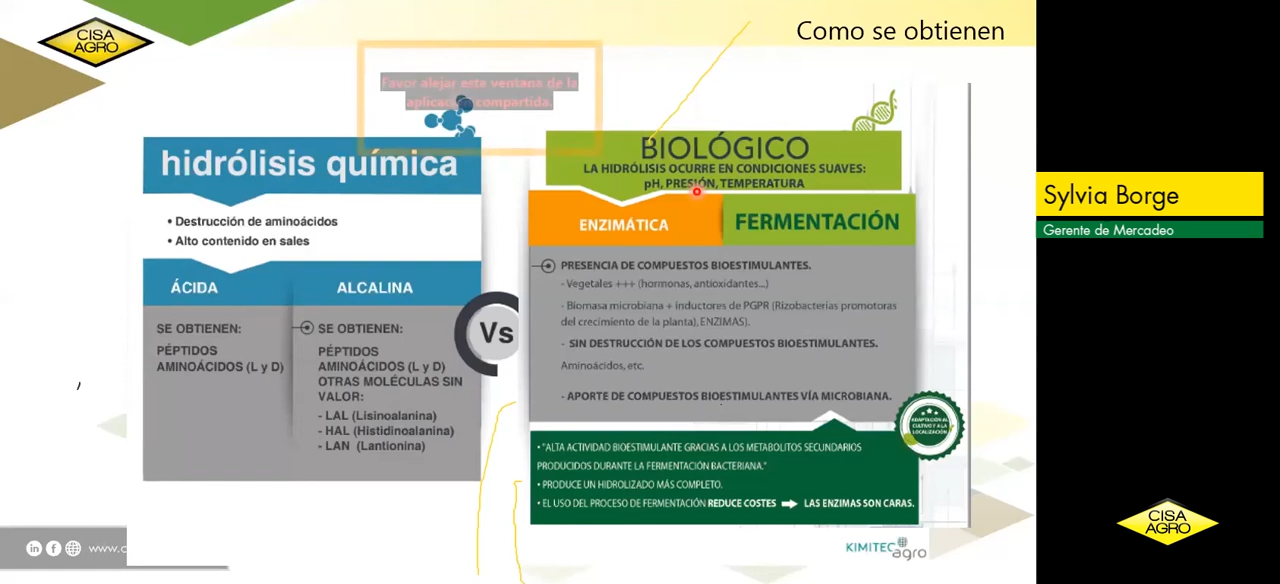 CISA
AGRO
Como se obtienen
Favor alejar esta ventana de la
aplicación compartida.
hidrólisis química
• Destrucción de aminoácidos
• Alto contenido en sales
ÁCIDA
ALCALINA
SE OBTIENEN:
PÉPTIDOS
AMINOÁCIDOS (L y D)
SE OBTIENEN:
PÉPTIDOS
AMINOÁCIDOS (L y D)
OTRAS MOLÉCULAS SIN
VALOR:
- LAL (Lisinoalanina)
- HAL (Histidinoalanina)
- LAN (Lantionina)
Vs
BIOLÓGICO
LA HIDRÓLISIS OCURRE EN CONDICIONES SUAVES:
pH, PRESIÓN, TEMPERATURA
ENZIMÁTICA
FERMENTACIÓN
PRESENCIA DE COMPUESTOS BIOESTIMULANTES.
- Vegetales +++ (hormonas, antioxidantes...)
- Biomasa microbiana + inductores de PGPR (Rizobacterias promotoras
del crecimiento de la planta), ENZIMAS).
- SIN DESTRUCCIÓN DE LOS COMPUESTOS BIOESTIMULANTES.
Aminoácidos, etc.
- APORTE DE COMPUESTOS BIOESTIMULANTES VÍA MICROBIANA.
ADAPTACIÓN AL
CULTIVO Y A LA
LOCALIZACIÓN
• "ALTA ACTIVIDAD BIOESTIMULANTE GRACIAS A LOS METABOLITOS SECUNDARIOS
PRODUCIDOS DURANTE LA FERMENTACIÓN BACTERIANA."
• PRODUCE UN HIDROLIZADO MÁS COMPLETO.
• EL USO DEL PROCESO DE FERMENTACIÓN REDUCE COSTES ➡ LAS ENZIMAS SON CARAS.
KIMITEC
agro
www.c
Sylvia Borge
Gerente de Mercadeo
CISA
AGRO